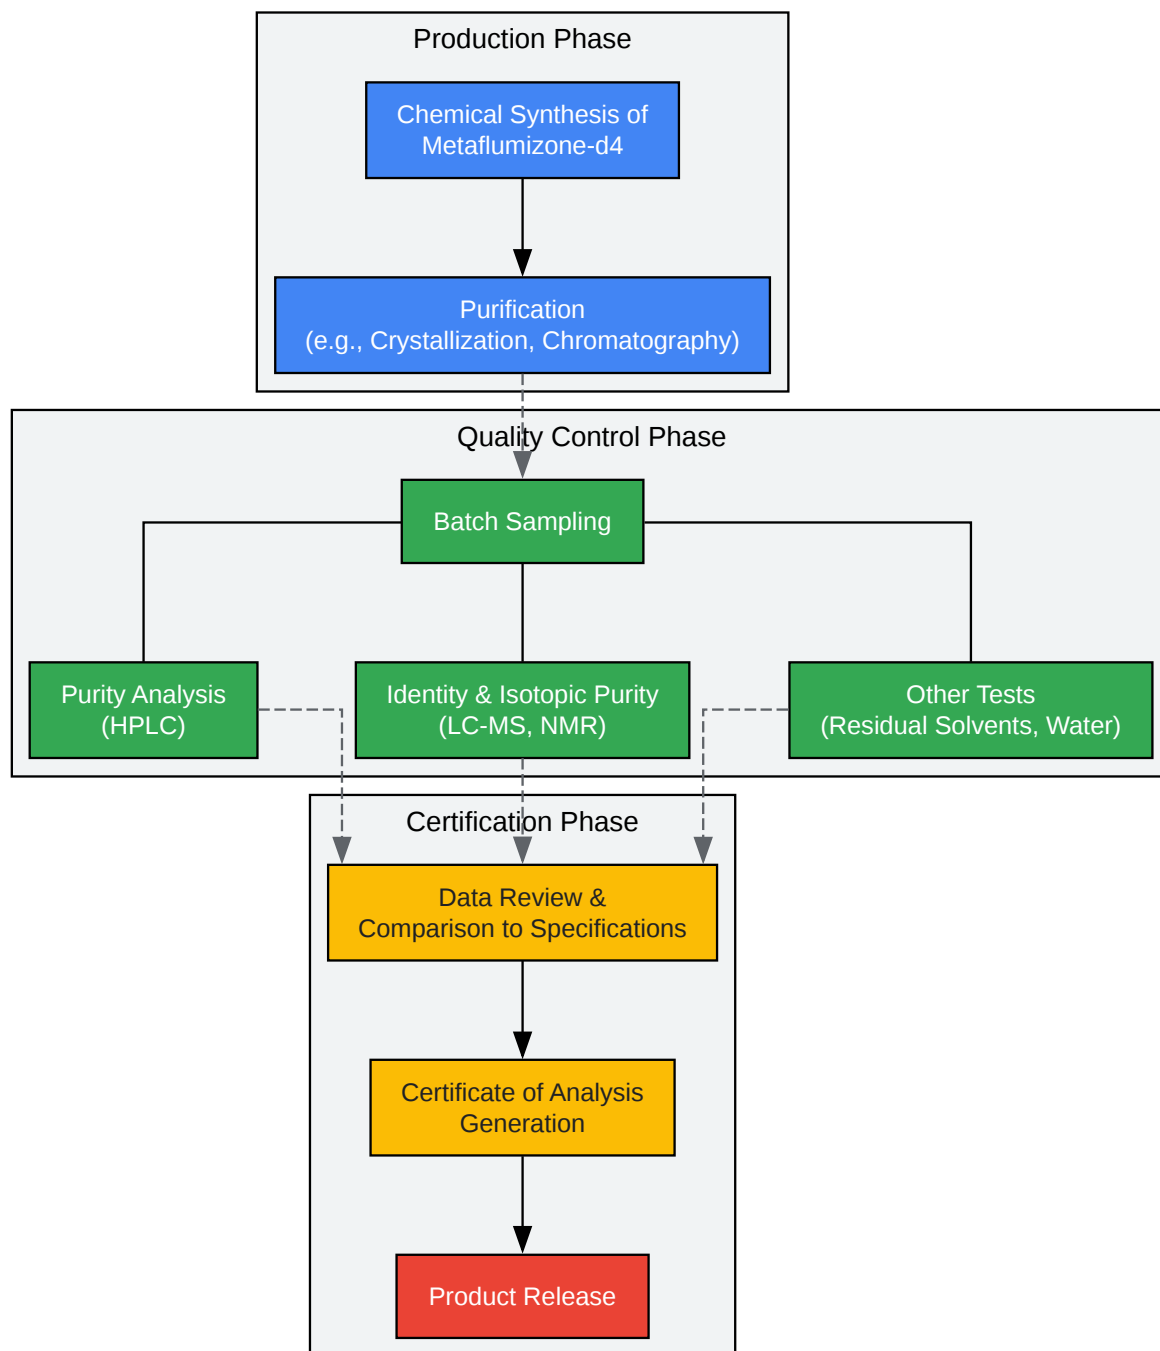 Production Phase
Chemical Synthesis of
Metaflumizone-d4
Purification
(e.g., Crystallization, Chromatography)
Quality Control Phase
Batch Sampling
Purity Analysis
(HPLC)
Identity & Isotopic Purity
(LC-MS, NMR)
Other Tests
(Residual Solvents, Water)
Certification Phase
Data Review &
Comparison to Specifications
Certificate of Analysis
Generation
Product Release